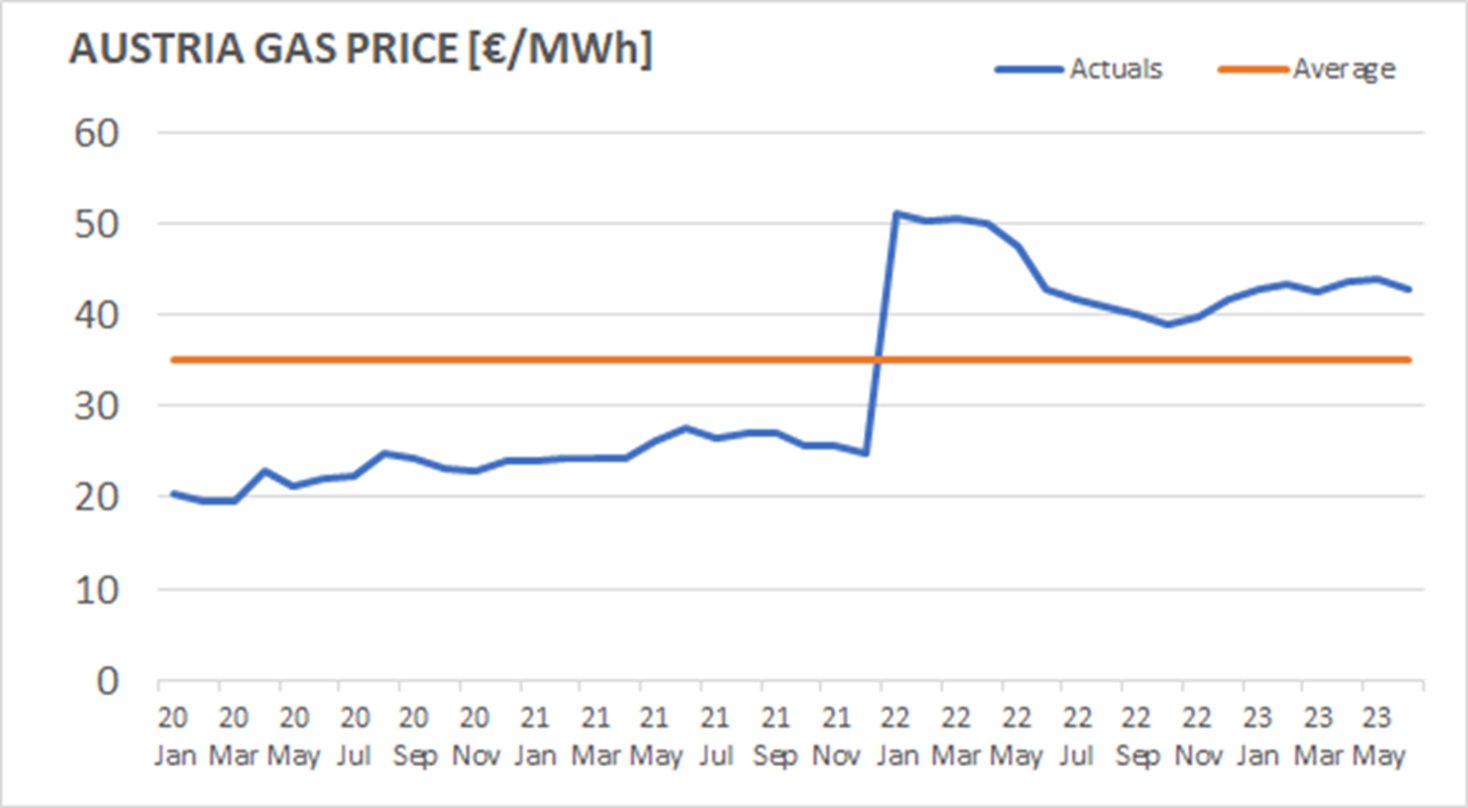 AUSTRIA GAS PRICE [€/MWh]
Actuals Average
60
50
40
30
20
10
0
20 20 20 20 20 20 21 21 21 21 21 21 22 22 22 22 22 22 23 23 23
Jan Mar May Jul Sep Nov Jan Mar May Jul Sep Nov Jan Mar May Jul Sep Nov Jan Mar May